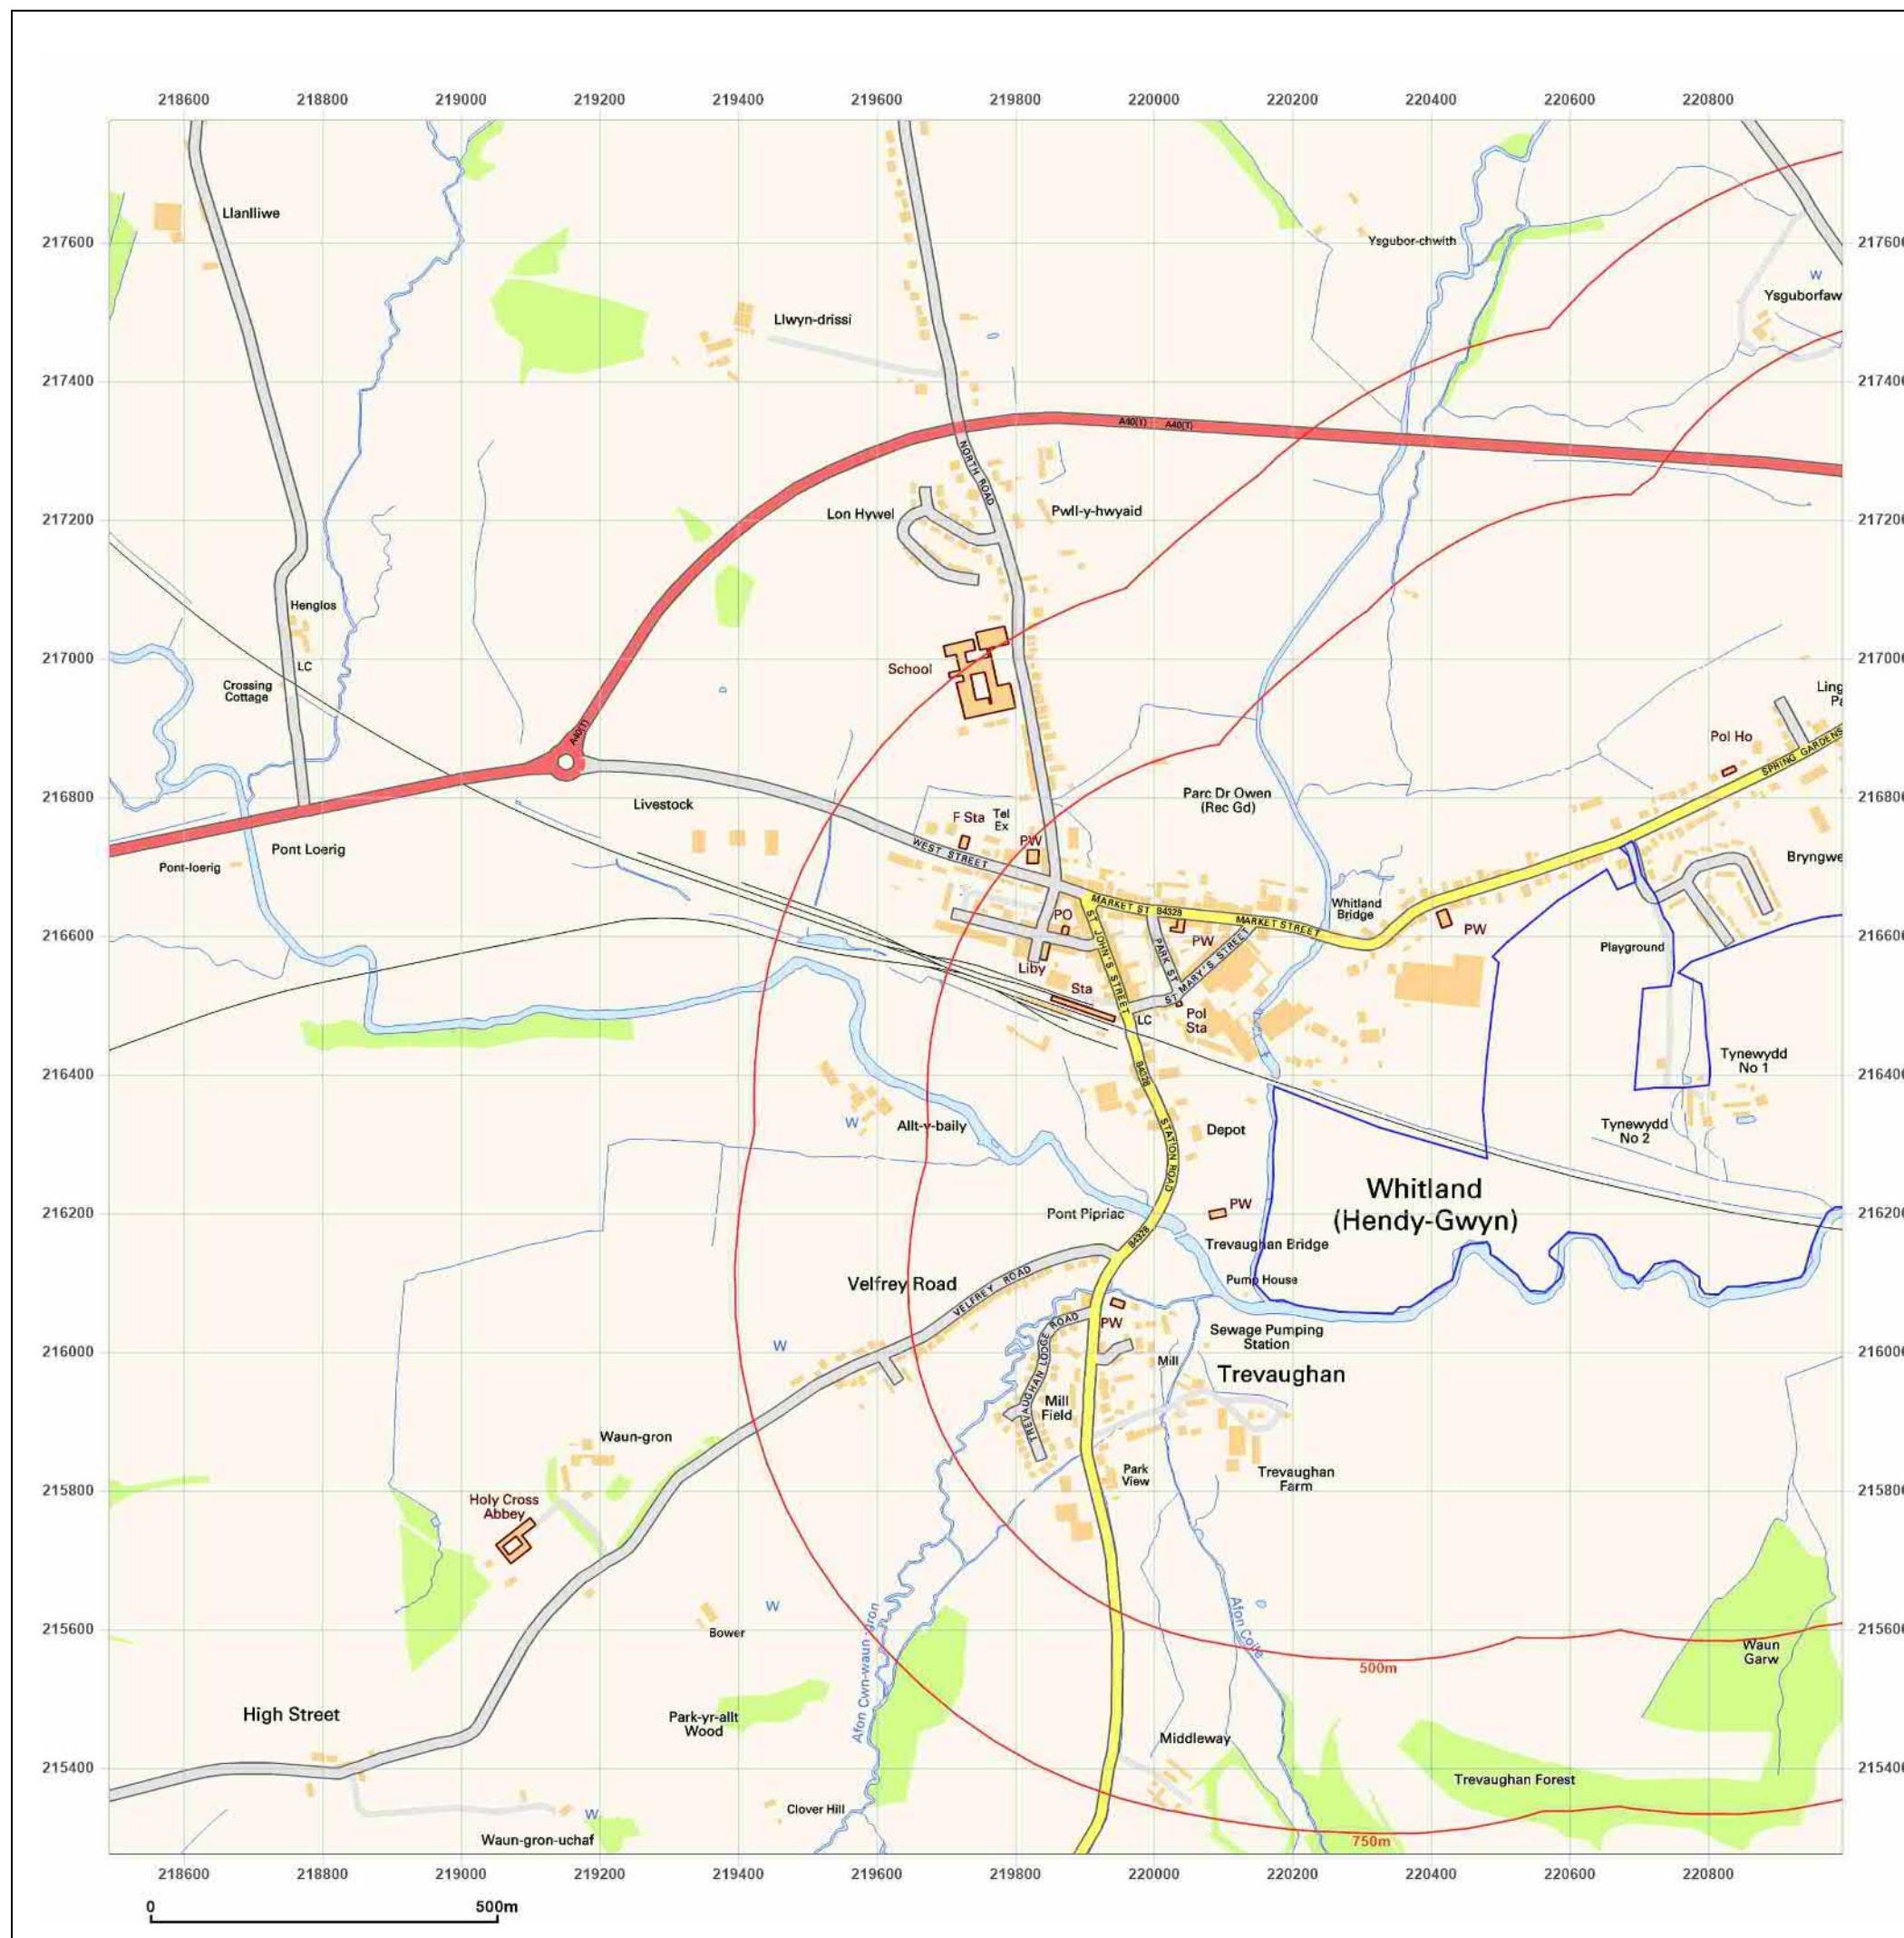 218600 218800 219000 219200 219400 219600 219800 220000 220200 220400 220600 220800
Llanlliwe
217600
Ysgubor-chwith
W
Ysguborfaw
Llwyn-drissi
217400
A40(T) A40(T)
NORTH ROAD
Lon Hywel
Pwll-y-hwyaid
217200
Henglos
LC
School
217000
Crossing
Cottage
Ling
Pa
A40(T)
Pol Ho
SPRING GARDENS
Livestock
Parc Dr Owen
(Rec Gd)
216800
F Sta
Tel
Ex
PW
WEST STREET
Pont Loerig
Pont-loerig
Bryngwe
MARKET ST B4328
MARKET STREET
Whitland
Bridge
PO
PW
PW
216600
ST JOHN'S STREET
PARK ST
ST MARY'S STREET
Playground
Liby
Sta
LC
Pol
Sta
Tynewydd
No 1
216400
B4328
W
Allt-y-baily
Depot
Tynewydd
No 2
STATION ROAD
Whitland
(Hendy-Gwyn)
PW
Pont Pipriac
216200
B4328
Trevaughan Bridge
Velfrey Road
VELFREY ROAD
Pump House
PW
Sewage Pumping
Station
W
216000
Mill
Trevaughan
TREVAUGHAN LODGE ROAD
Mill
Field
Waun-gron
Park
View
Trevaughan
Farm
215800
Holy Cross
Abbey
W
Bower
Afon Cwn-waun-gron
215600
Waun
Garw
500m
High Street
Park-yr-allt
Wood
Middleway
215400
Trevaughan Forest
Clover Hill
W
Waun-gron-uchaf
750m
218600 218800 219000 219200 219400 219600 219800 220000 220200 220400 220600 220800
0 500m